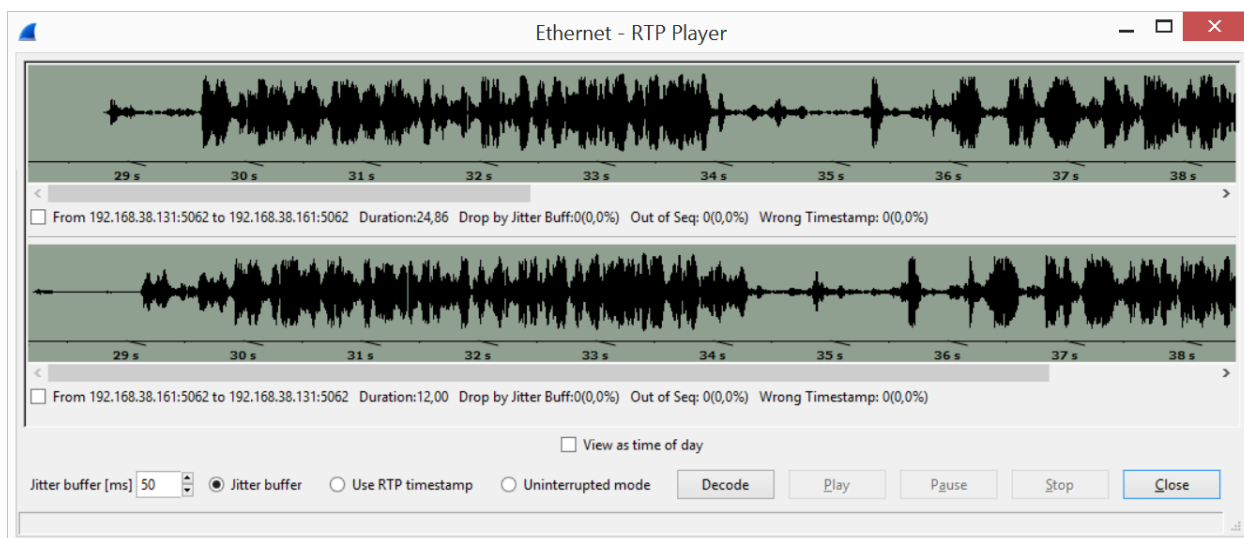 Ethernet - RTP Player
29 s 30 s 31 s 32 s 33 s 34 s 35 s 36 s 37 s 38 s
From 192.168.38.131:5062 to 192.168.38.161:5062 Duration:24,86 Drop by Jitter Buff:0(0,0%) Out of Seq: 0(0,0%) Wrong Timestamp: 0(0,0%)
29 s 30 s 31 s 32 s 33 s 34 s 35 s 36 s 37 s 38 s
From 192.168.38.161:5062 to 192.168.38.131:5062 Duration:12,00 Drop by Jitter Buff:0(0,0%) Out of Seq: 0(0,0%) Wrong Timestamp: 0(0,0%)
View as time of day
Jitter buffer [ms] 50 Jitter buffer Use RTP timestamp Uninterrupted mode Decode Play Pause Stop Close